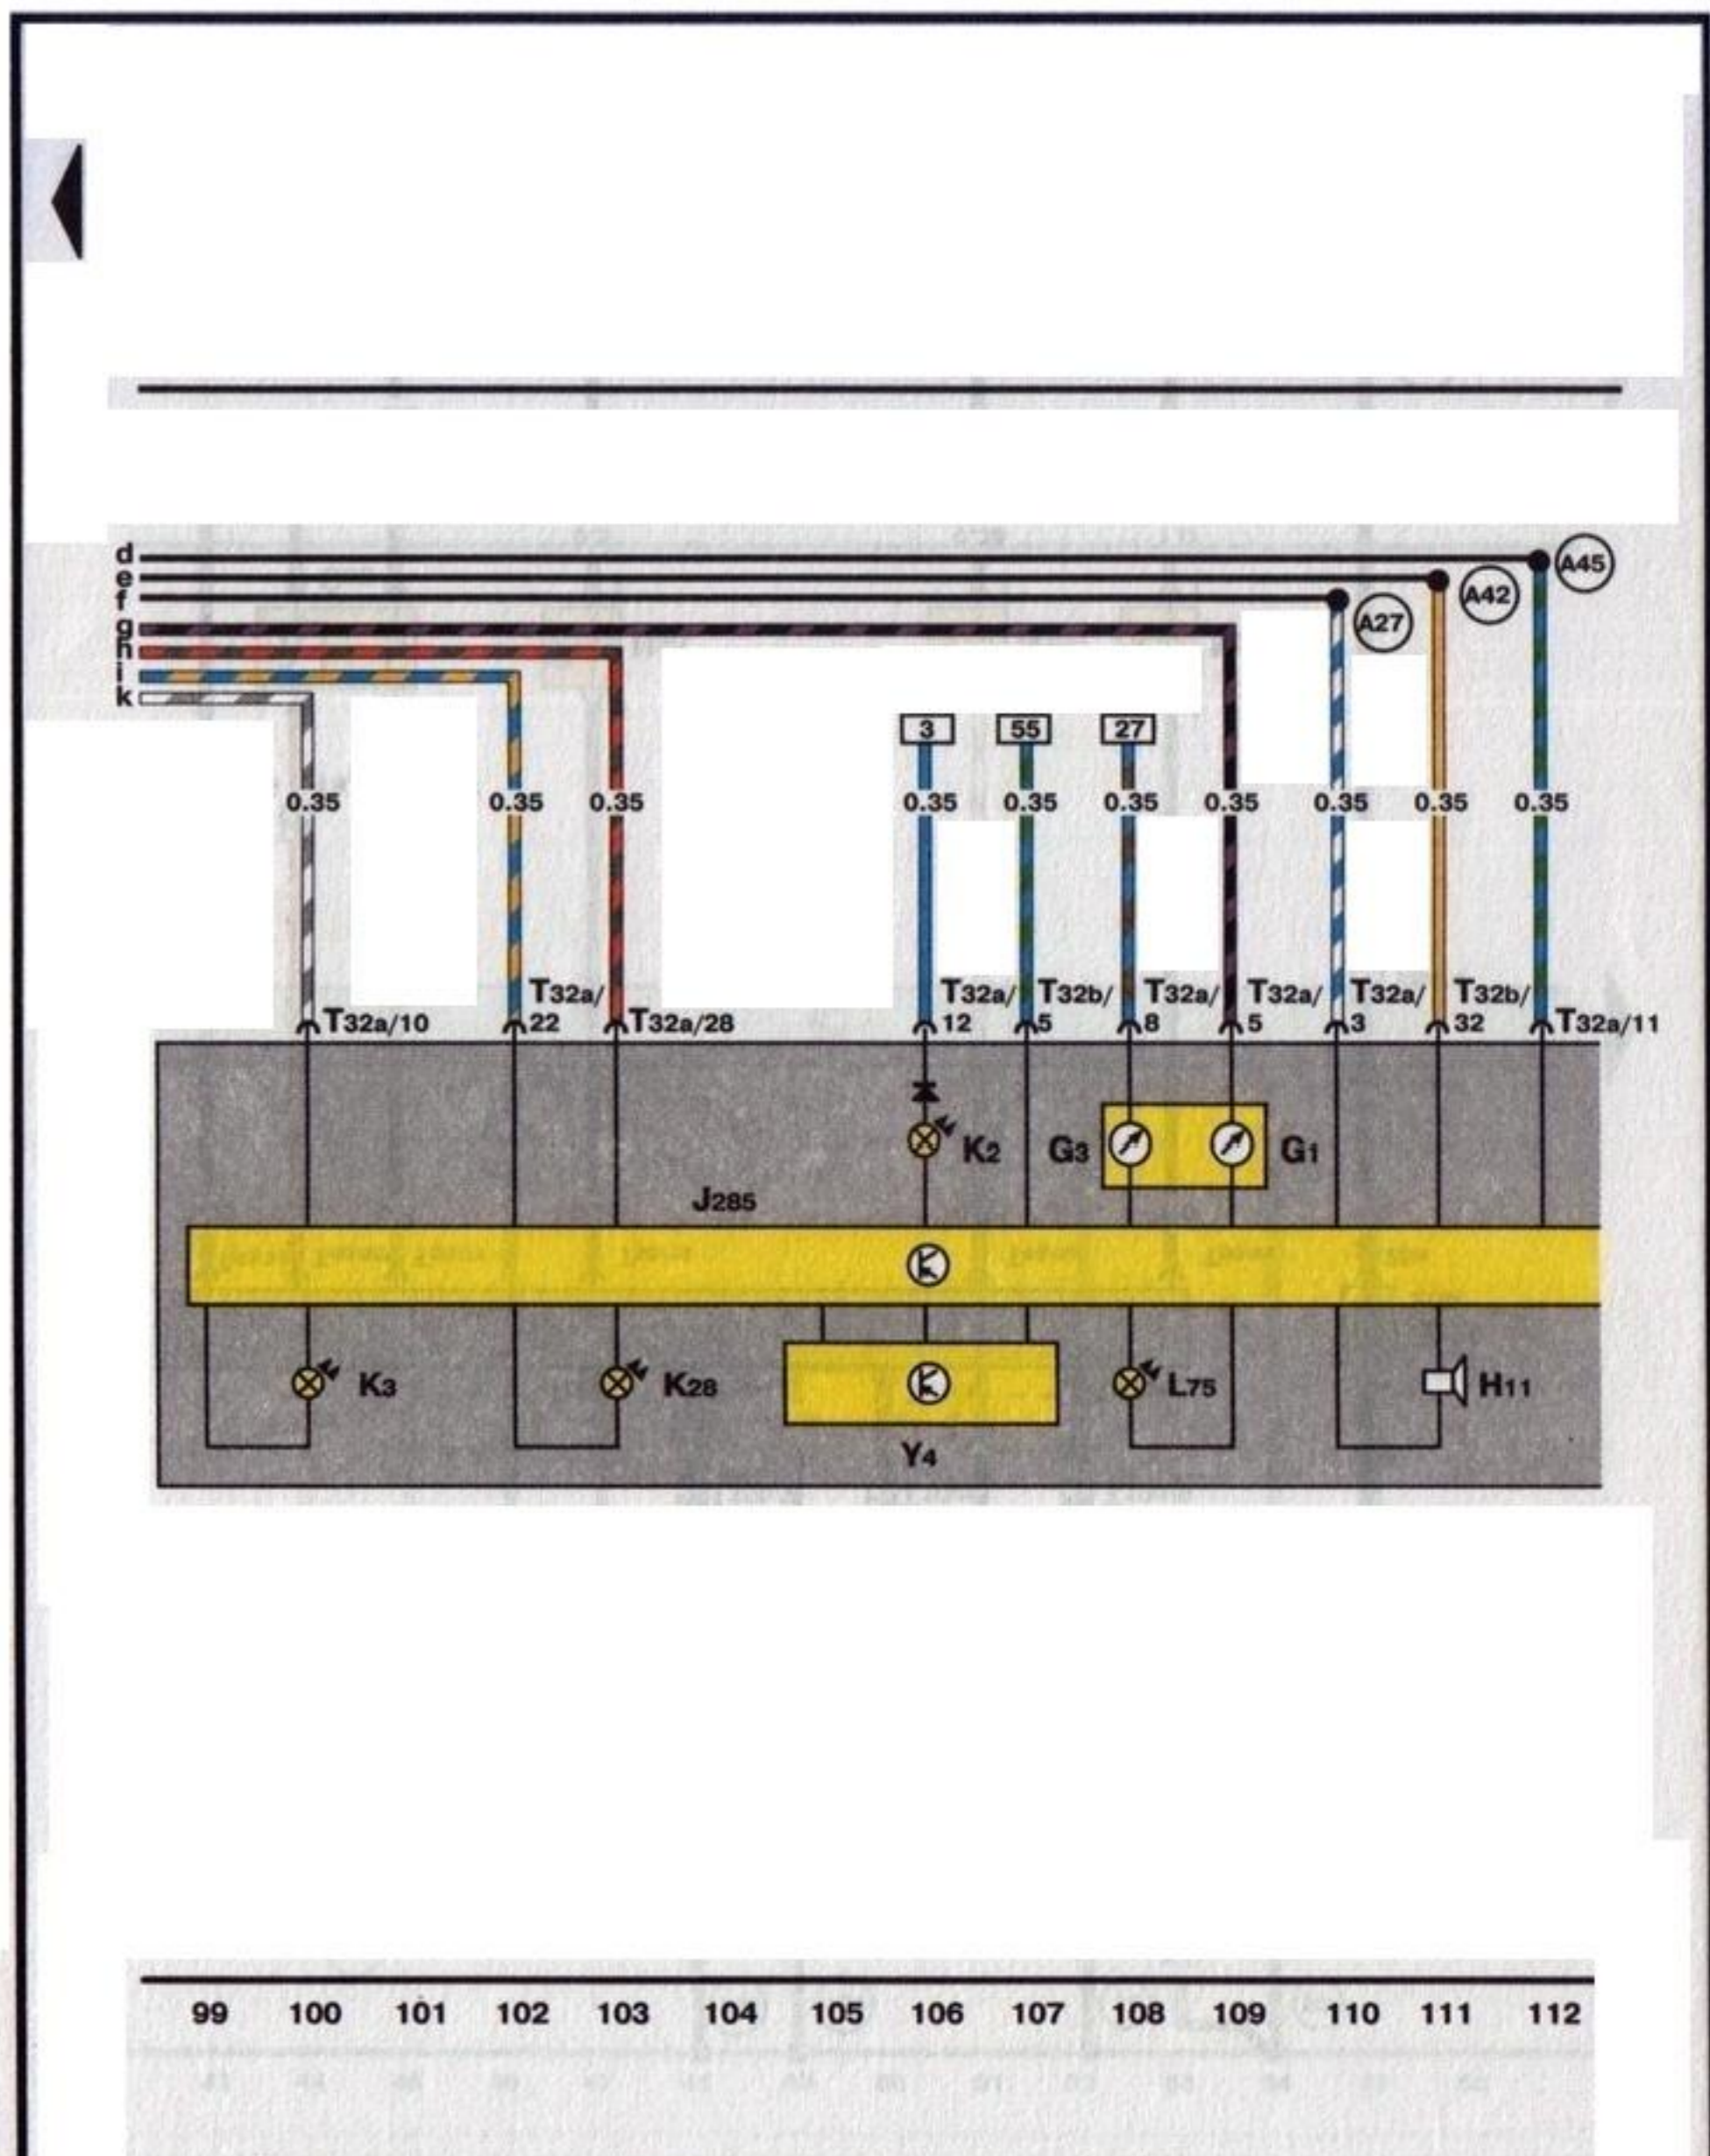 d
e
f
g
h
i
k
A45
A42
A27
3 55 27
0.35 0.35 0.35 0.35 0.35 0.35 0.35 0.35 0.35 0.35
T32a/ T32a/ T32b/ T32a/ T32a/ T32a/ T32b/
T32a/10 22 T32a/28 12 5 8 5 3 32 T32a/11
K2 G3 G1
J285
K3 K28 L75 H11
Y4
99 100 101 102 103 104 105 106 107 108 109 110 111 112